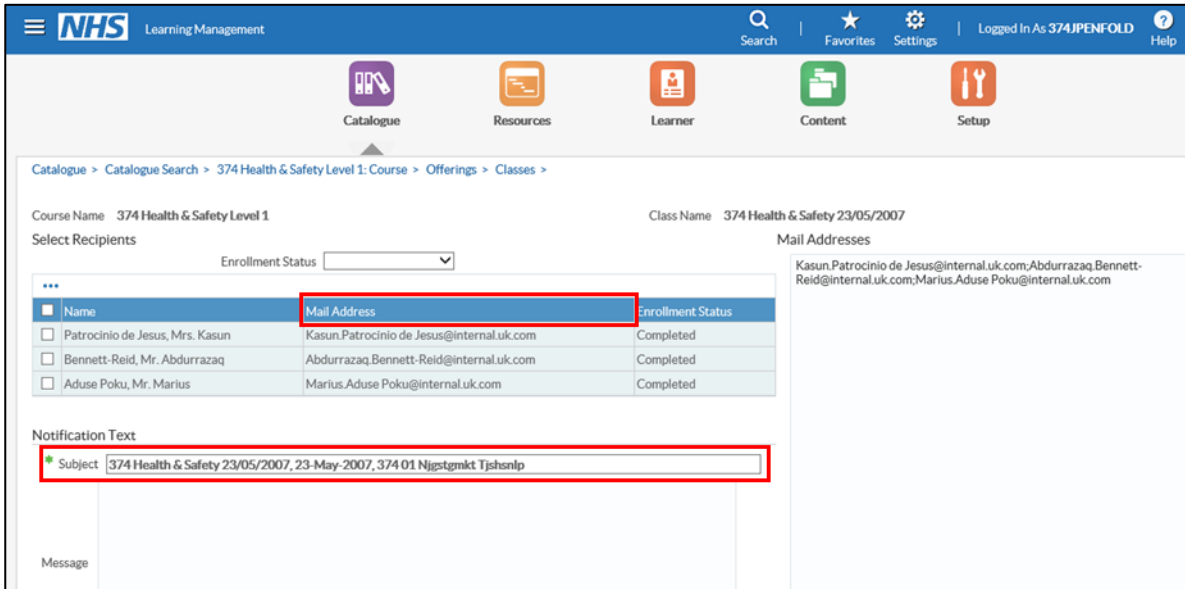 NHS Learning Management
Search | Favorites Settings | Logged In As 374JPENFOLD ? Help
Catalogue Resources Learner Content Setup
Catalogue > Catalogue Search > 374 Health & Safety Level 1: Course > Offerings > Classes >
Course Name 374 Health & Safety Level 1 Class Name 374 Health & Safety 23/05/2007
Select Recipients
Enrollment Status
Name Mail Address Enrollment Status
Patrocinio de Jesus, Mrs. Kasun Kasun.Patrocinio de Jesus@internal.uk.com Completed
Bennett-Reid, Mr. Abdurrazaq Abdurrazaq.Bennett-Reid@internal.uk.com Completed
Aduse Poku, Mr. Marius Marius.Aduse Poku@internal.uk.com Completed
Mail Addresses
Kasun.Patrocinio de Jesus@internal.uk.com;Abdurrazaq.Bennett-
Reid@internal.uk.com;Marius.Aduse Poku@internal.uk.com
Notification Text
* Subject 374 Health & Safety 23/05/2007, 23-May-2007, 374 01 Njgstgmkt Tjshsnlp
Message